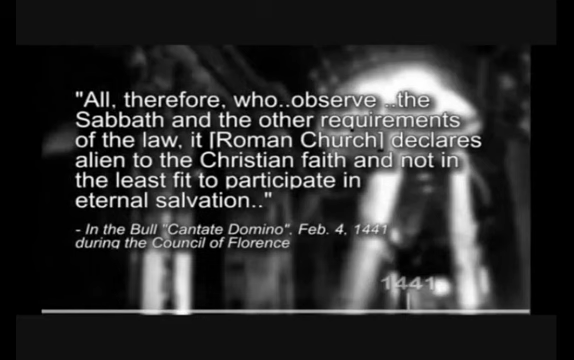 "All, therefore, who..observe ..the
Sabbath and the other requirements
of the law, it [Roman Church] declares
alien to the Christian faith and not in
the least fit to participate in
eternal salvation.."
- In the Bull "Cantate Domino". Feb. 4, 1441
during the Council of Florence
1441